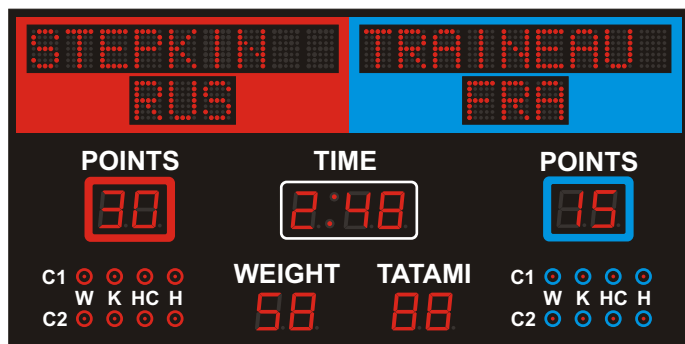 STEPKIN TRAINEAU
RUS FRA
POINTS TIME POINTS
30 2:48 15
WEIGHT TATAMI
58 88
C1 C1
W K HC H W K HC H
C2 C2